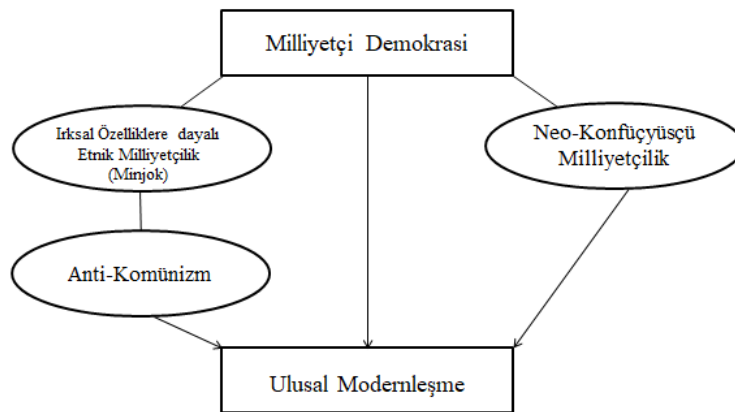 Milliyetçi Demokrasi
Irksal Özelliklere dayalı
Etnik Milliyetçilik
(Minjok)
Neo-Konfüçyüsçü
Milliyetçilik
Anti-Komünizm
Ulusal Modernleşme